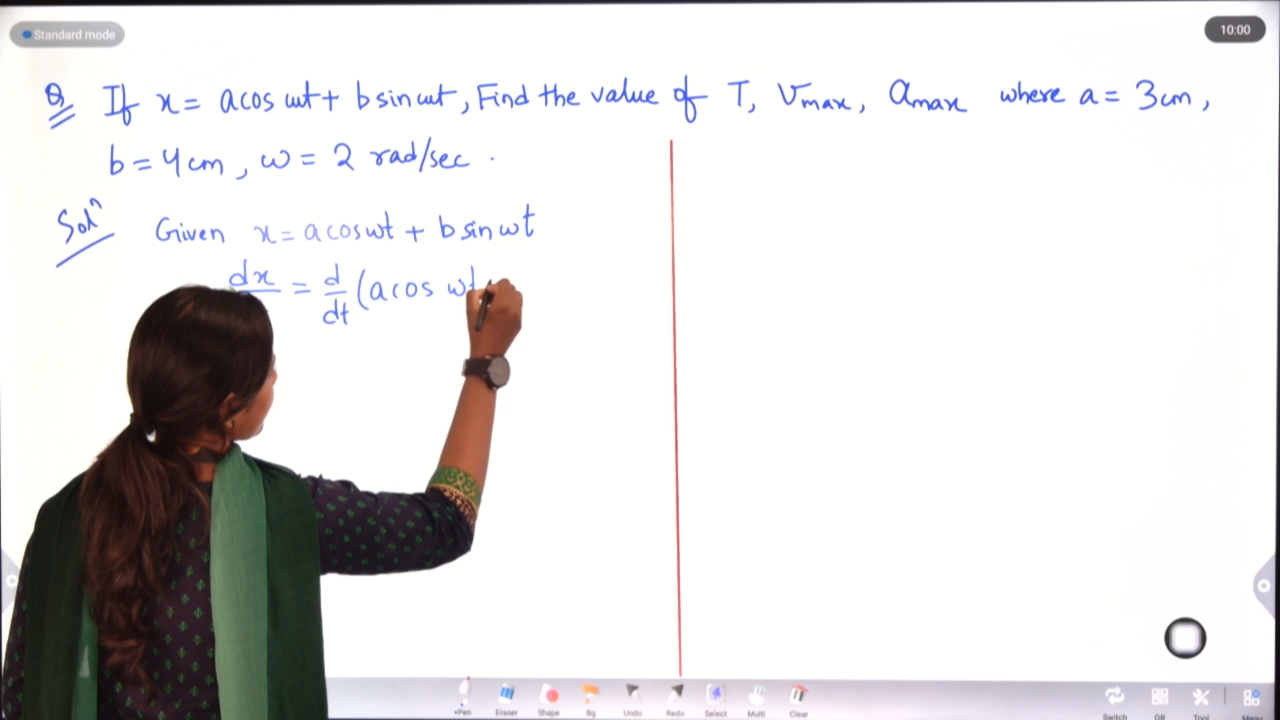 Standard mode
10:00
Q If x = a cos ωt + b sin ωt, Find the value of T, Vmax, amax where a = 3cm,
b = 4cm, ω = 2 rad/sec.
Solⁿ Given x = a cos ωt + b sin ωt
dx = d/dt (a cos ωt
+Pen Eraser Shape Bg Undo Redo Select Multi Clear Switch Off Tool Menu